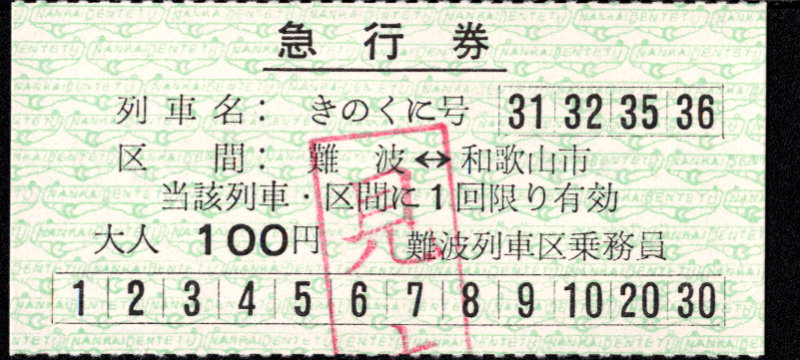 急行券
列車名： きのくに号 31 32 35 36
区間： 難波↔和歌山市
当該列車・区間に1回限り有効
大人 100円 難波列車区乗務員
1 2 3 4 5 6 7 8 9 10 20 30
見
NANKAI DENTETU